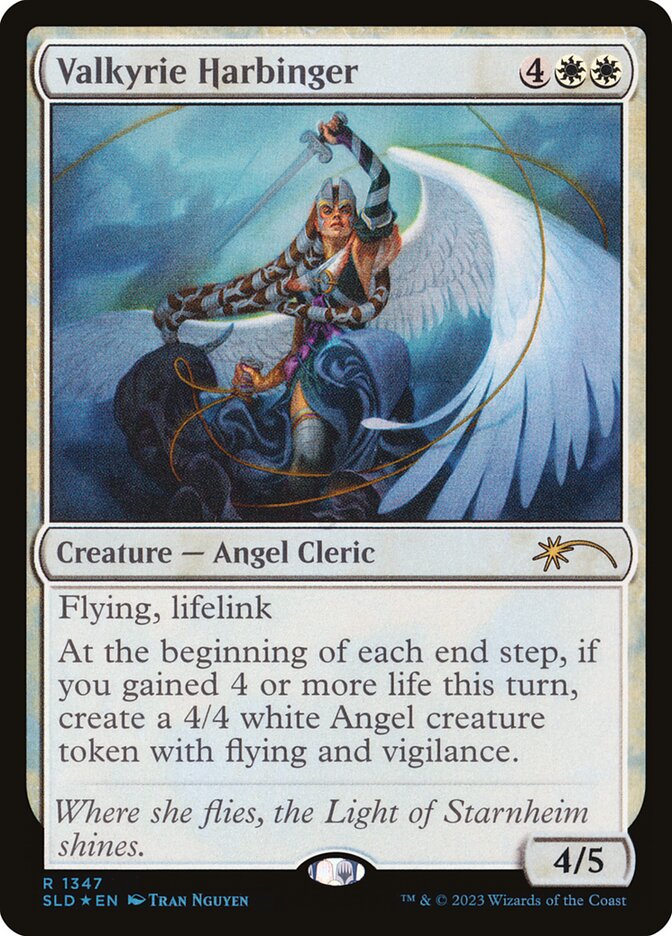 Valkyrie Harbinger 4
Creature — Angel Cleric
Flying, lifelink
At the beginning of each end step, if
you gained 4 or more life this turn,
create a 4/4 white Angel creature
token with flying and vigilance.
Where she flies, the Light of Starnheim
shines.
4/5
R 1347
SLD★EN Tran Nguyen
™ & © 2023 Wizards of the Coast